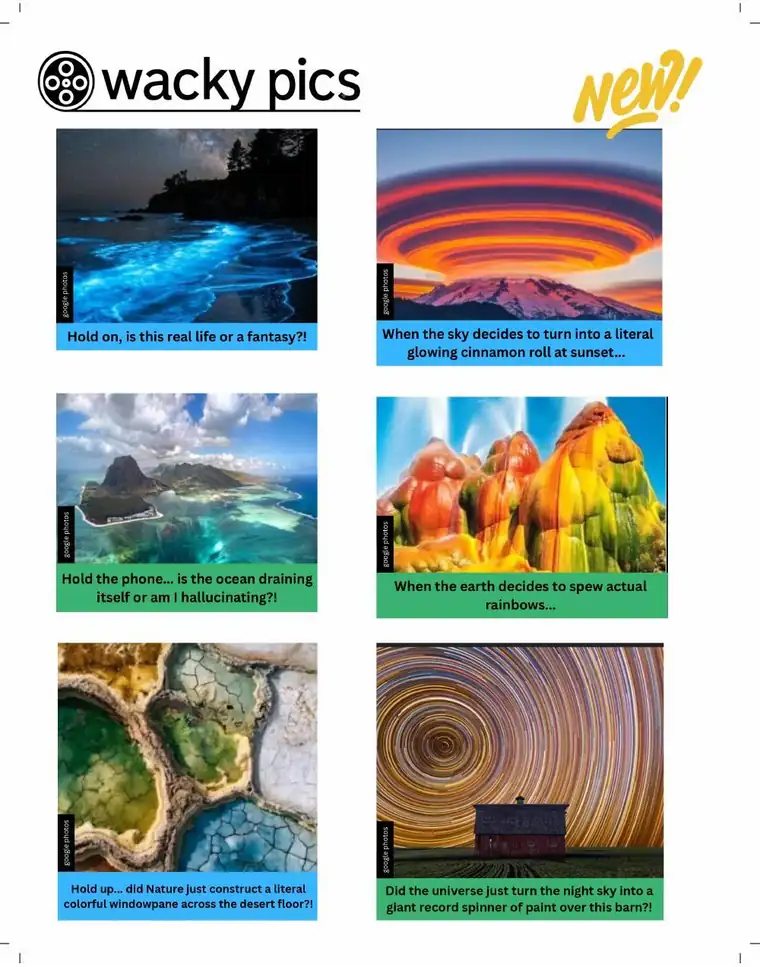 wacky pics
NEW?!
google photos
Hold on, is this real life or a fantasy?!
google photos
When the sky decides to turn into a literal
glowing cinnamon roll at sunset...
google photos
Hold the phone... is the ocean draining
itself or am I hallucinating?!
google photos
When the earth decides to spew actual
rainbows...
google photos
Hold up... did Nature just construct a literal
colorful windowpane across the desert floor?!
google photos
Did the universe just turn the night sky into a
giant record spinner of paint over this barn?!